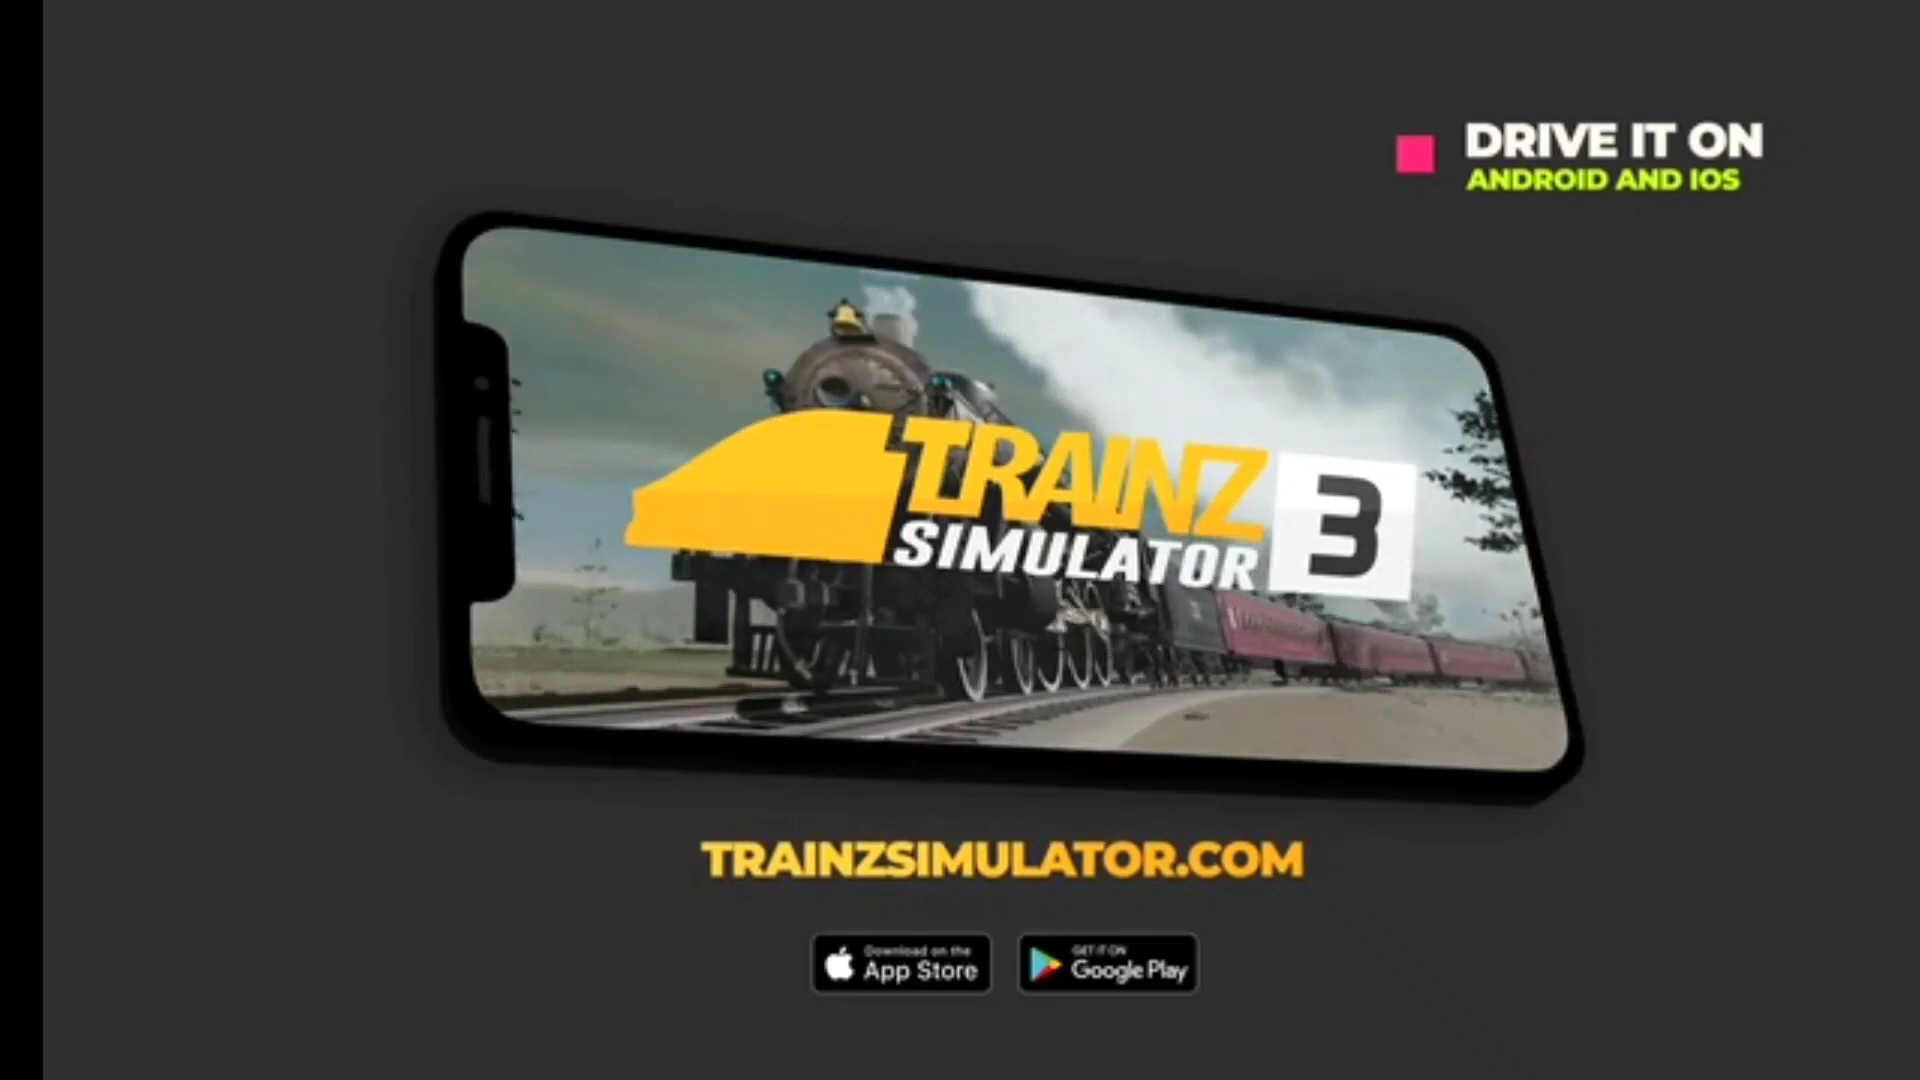 DRIVE IT ON
ANDROID AND IOS
TRAINZ
SIMULATOR
3
TRAINZSIMULATOR.COM
Download on the
App Store
GET IT ON
Google Play